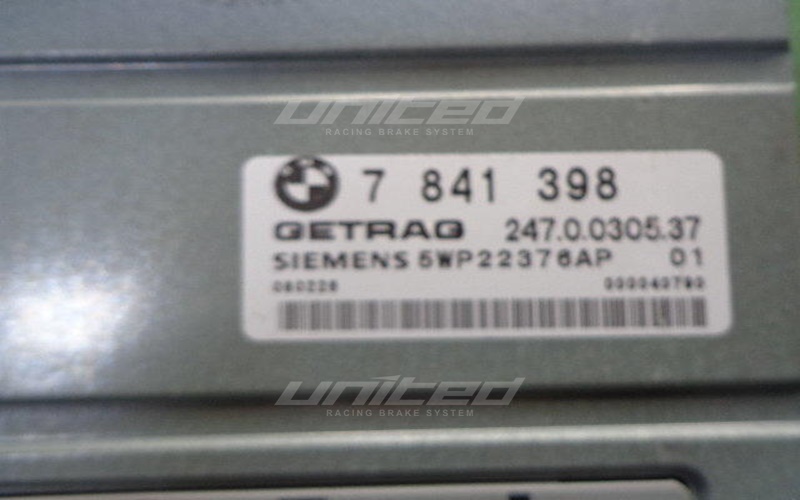 UNITED
RACING BRAKE SYSTEM
7 841 398
GETRAG 247.0.0305.37
SIEMENS 5WP22376AP 01
060228 000040790
UNITED
RACING BRAKE SYSTEM